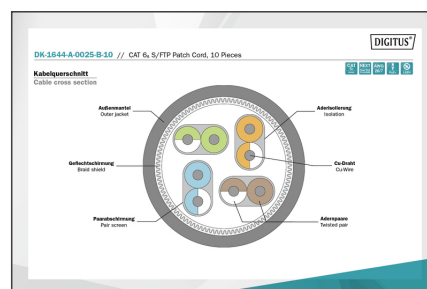 DIGITUS®
DK-1644-A-0025-B-10 // CAT 6A S/FTP Patch Cord, 10 Pieces
Kabelquerschnitt
Cable cross section
Außenmantel
Outer jacket
Aderisolierung
Isolation
Geflechtschirmung
Braid shield
Cu-Draht
Cu-Wire
Paarabschirmung
Pair screen
Aderspaare
Twisted pair